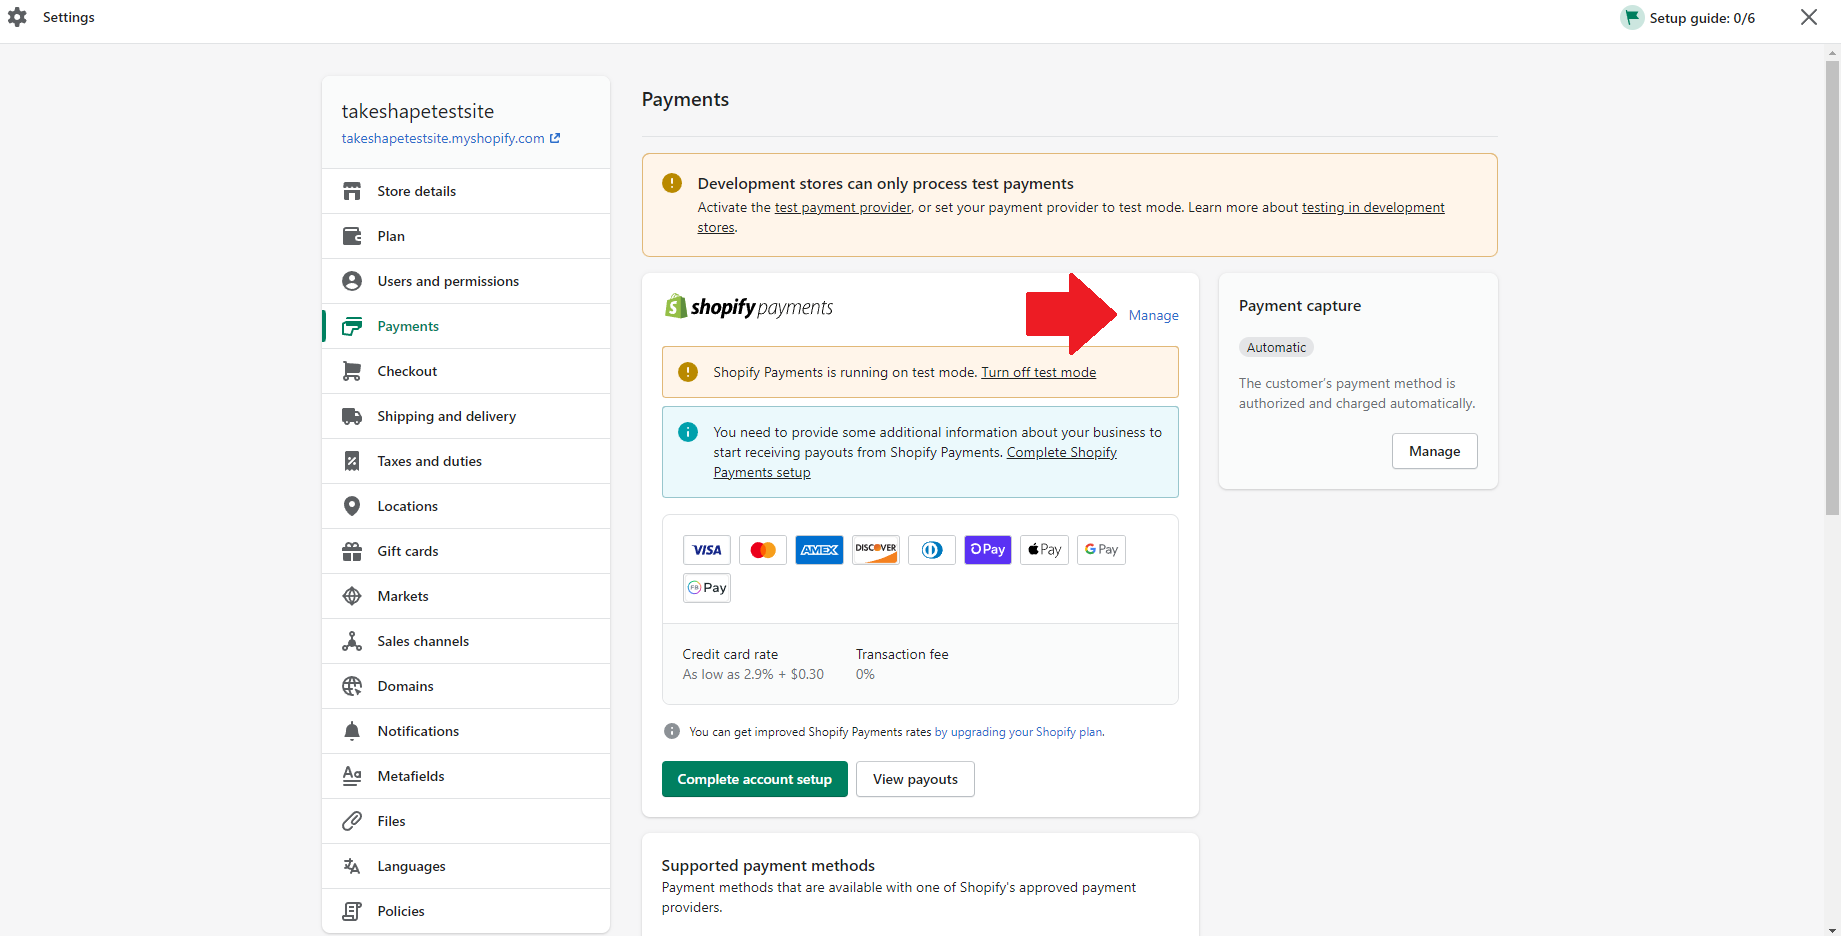 Settings
Setup guide: 0/6
takeshapetestsite
takeshapetestsite.myshopify.com
Store details
Plan
Users and permissions
Payments
Checkout
Shipping and delivery
Taxes and duties
Locations
Gift cards
Markets
Sales channels
Domains
Notifications
Metafields
Files
Languages
Policies
Payments
Development stores can only process test payments
Activate the test payment provider, or set your payment provider to test mode. Learn more about testing in development
stores.
shopify payments
Manage
Shopify Payments is running on test mode. Turn off test mode
You need to provide some additional information about your business to
start receiving payouts from Shopify Payments. Complete Shopify
Payments setup
VISA
AMEX
DISCOVER
Pay
Pay
G Pay
FB Pay
Credit card rate
As low as 2.9% + $0.30
Transaction fee
0%
You can get improved Shopify Payments rates by upgrading your Shopify plan.
Complete account setup
View payouts
Supported payment methods
Payment methods that are available with one of Shopify's approved payment
providers.
Payment capture
Automatic
The customer's payment method is
authorized and charged automatically.
Manage